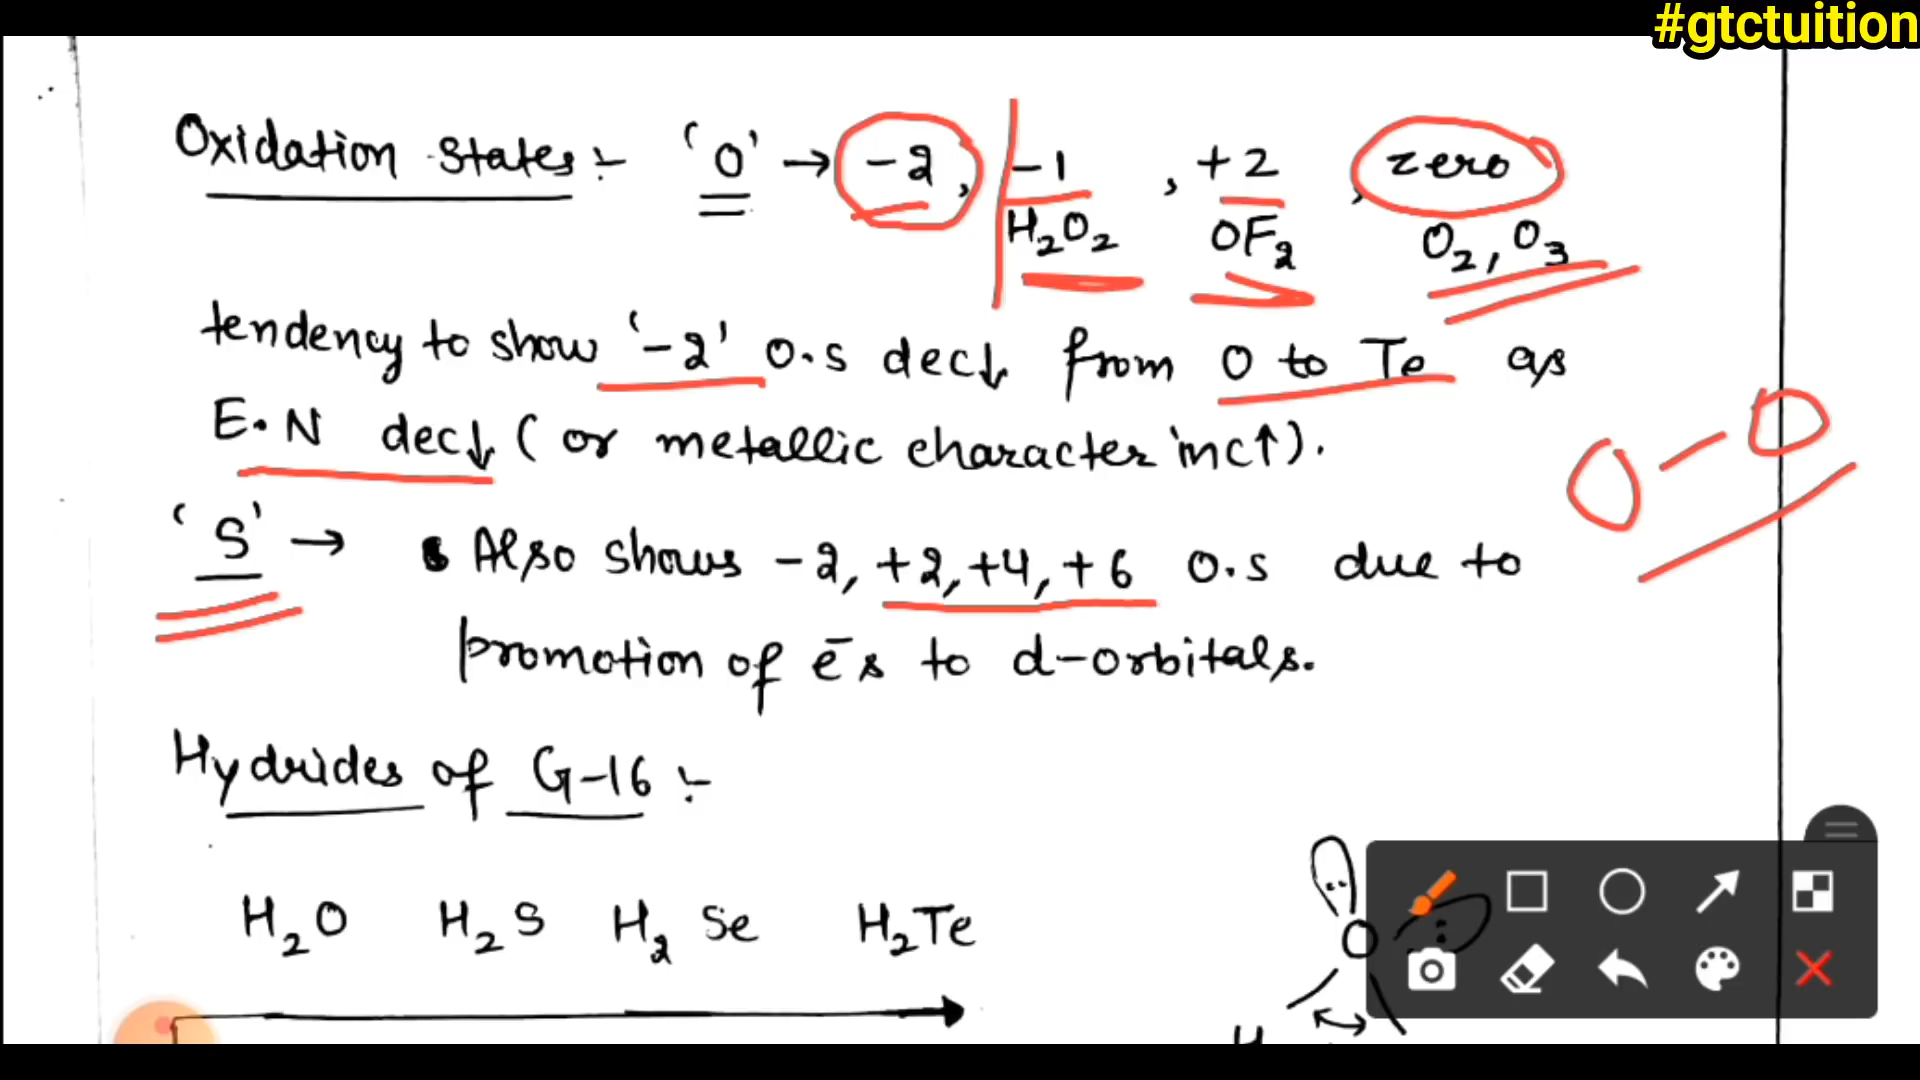 #gtctuition
Oxidation States :- 'O' → -2, -1 , +2 , zero
H₂O₂ OF₂ O₂, O₃
tendency to show '-2' O.S dec↓ from O to Te as
E.N dec↓ (or metallic character inc↑).
'S' → Also shows -2, +2, +4, +6 O.S due to
promotion of e̅s to d-orbitals.
O-O
Hydrides of G-16 :-
H₂O H₂S H₂Se H₂Te
O
H